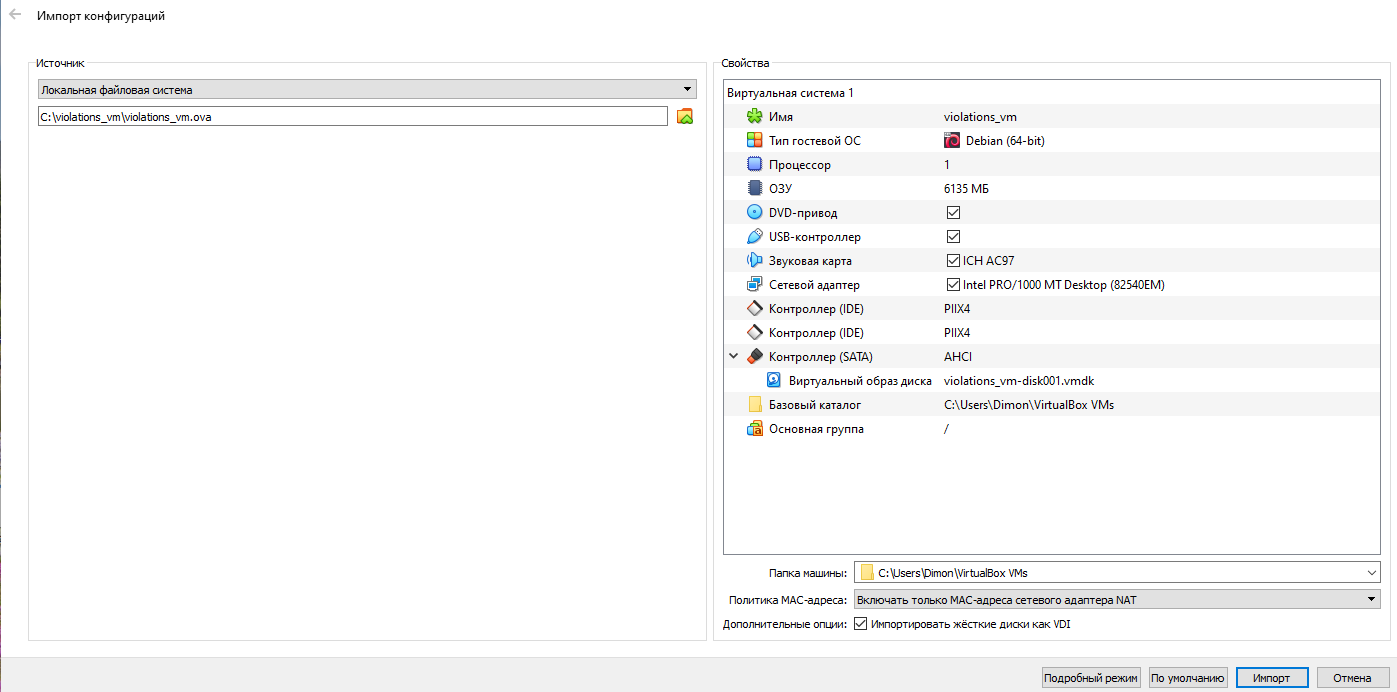 Импорт конфигураций
Источник
Локальная файловая система
C:\violations_vm\violations_vm.ova
Свойства
Виртуальная система 1
Имя violations_vm
Тип гостевой ОС Debian (64-bit)
Процессор 1
ОЗУ 6135 МБ
DVD-привод
USB-контроллер
Звуковая карта ICH AC97
Сетевой адаптер Intel PRO/1000 MT Desktop (82540EM)
Контроллер (IDE) PIIX4
Контроллер (IDE) PIIX4
Контроллер (SATA) AHCI
Виртуальный образ диска violations_vm-disk001.vmdk
Базовый каталог C:\Users\Dimon\VirtualBox VMs
Основная группа /
Папка машины: C:\Users\Dimon\VirtualBox VMs
Политика MAC-адреса: Включать только MAC-адреса сетевого адаптера NAT
Дополнительные опции: Импортировать жёсткие диски как VDI
Подробный режим По умолчанию Импорт Отмена